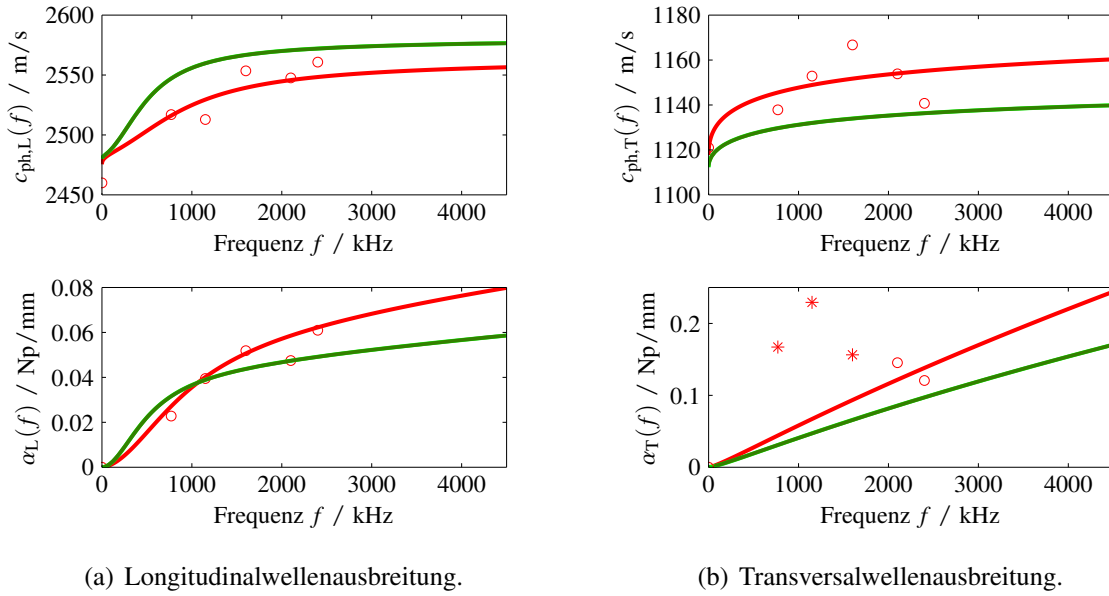 2600
2550
2500
2450
c_ph,L(f) / m/s
0 1000 2000 3000 4000
Frequenz f / kHz
1180
1160
1140
1120
1100
c_ph,T(f) / m/s
0 1000 2000 3000 4000
Frequenz f / kHz
0.08
0.06
0.04
0.02
0
α_L(f) / Np/mm
0 1000 2000 3000 4000
Frequenz f / kHz
0.2
0.1
0
α_T(f) / Np/mm
0 1000 2000 3000 4000
Frequenz f / kHz
(a) Longitudinalwellenausbreitung.
(b) Transversalwellenausbreitung.